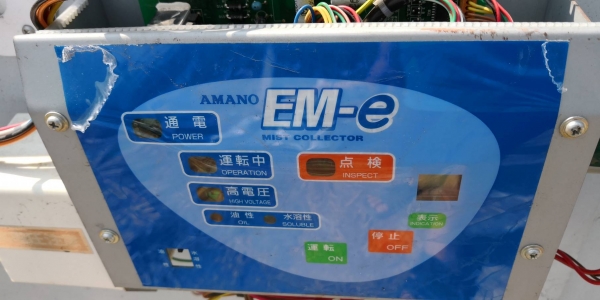 AMANO EM-e
MIST COLLECTOR
通電
POWER
運転中
OPERATION
点検
INSPECT
高電圧
HIGH VOLTAGE
油性
OIL
水溶性
SOLUBLE
表示
INDICATION
運転
ON
停止
OFF